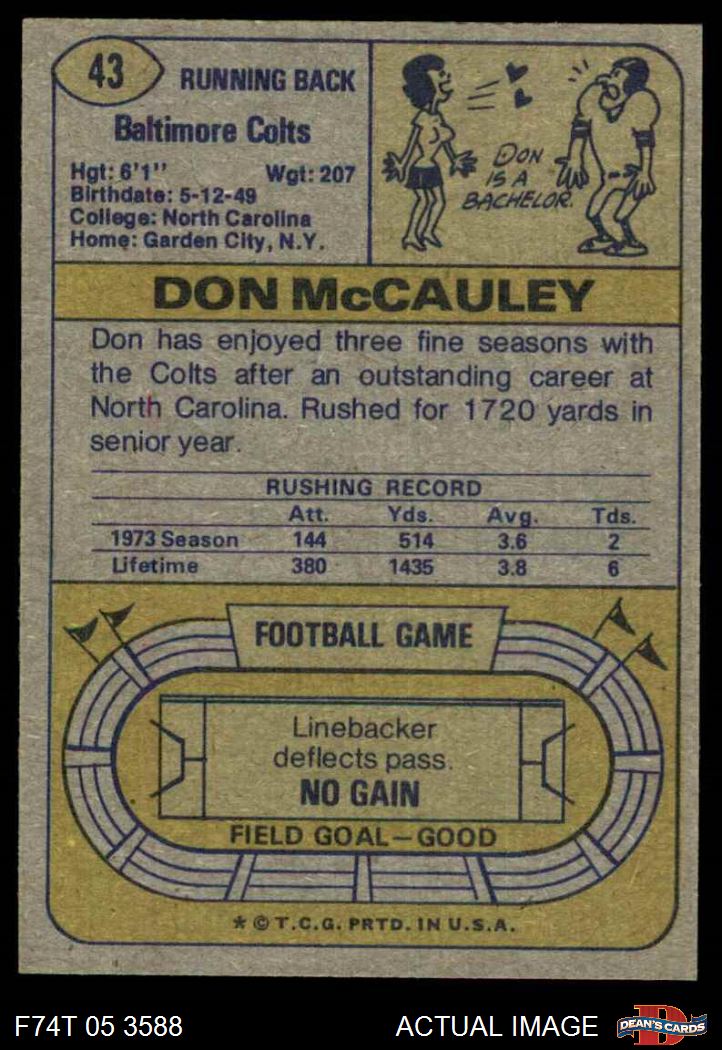 43
RUNNING BACK
Baltimore Colts
Hgt: 6'1" Wgt: 207
Birthdate: 5-12-49
College: North Carolina
Home: Garden City, N.Y.
DON
IS A
BACHELOR.
DON McCAULEY
Don has enjoyed three fine seasons with
the Colts after an outstanding career at
North Carolina. Rushed for 1720 yards in
senior year.
RUSHING RECORD
Att. Yds. Avg. Tds.
1973 Season 144 514 3.6 2
Lifetime 380 1435 3.8 6
FOOTBALL GAME
Linebacker
deflects pass.
NO GAIN
FIELD GOAL—GOOD
* © T.C.G. PRTD. IN U.S.A.
F74T 05 3588 ACTUAL IMAGE D DEAN'S CARDS